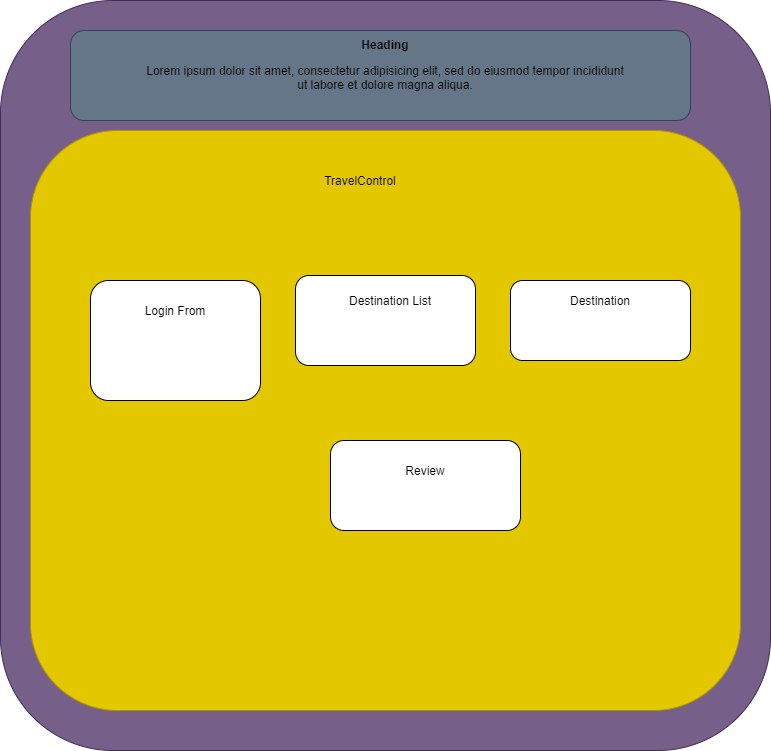 Heading
Lorem ipsum dolor sit amet, consectetur adipisicing elit, sed do eiusmod tempor incididunt
ut labore et dolore magna aliqua.
TravelControl
Login From
Destination List
Destination
Review